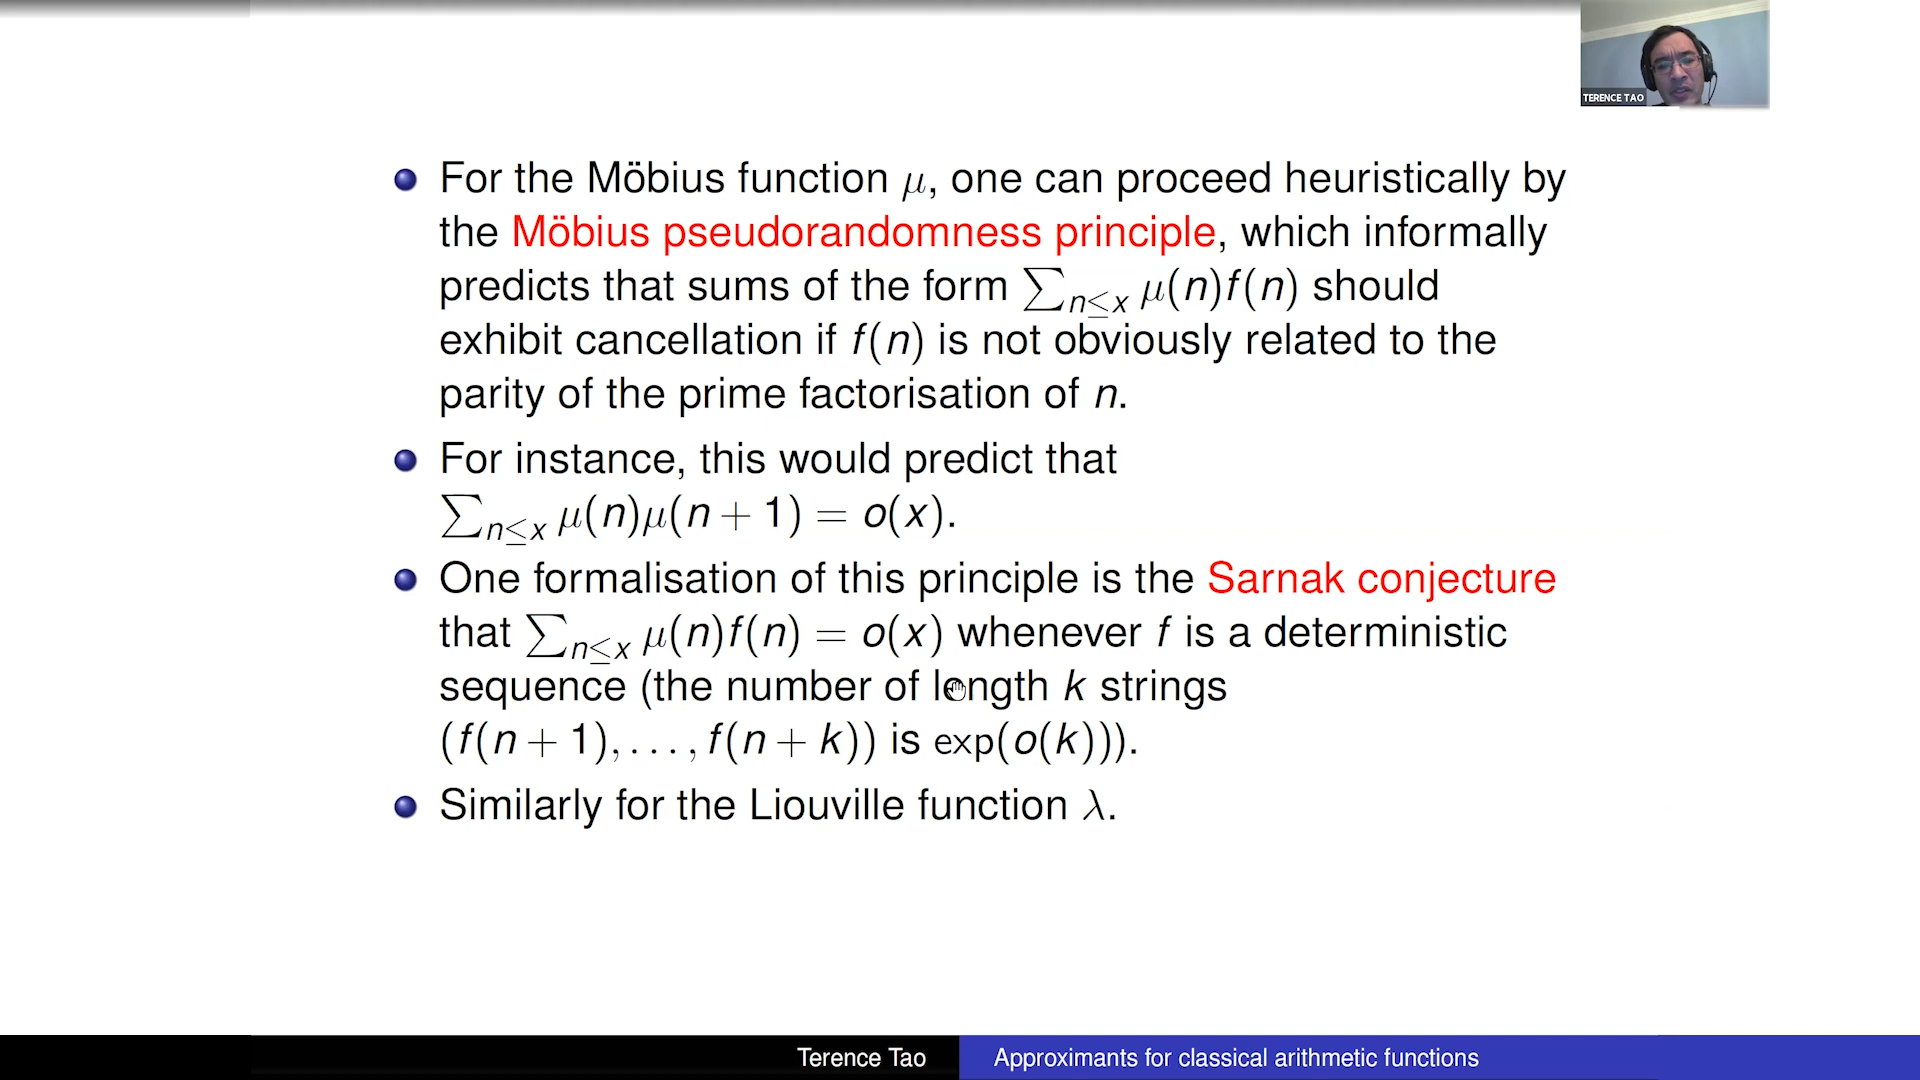 TERENCE TAO
For the Möbius function μ, one can proceed heuristically by
the Möbius pseudorandomness principle, which informally
predicts that sums of the form ∑_{n≤x} μ(n)f(n) should
exhibit cancellation if f(n) is not obviously related to the
parity of the prime factorisation of n.
For instance, this would predict that
∑_{n≤x} μ(n)μ(n + 1) = o(x).
One formalisation of this principle is the Sarnak conjecture
that ∑_{n≤x} μ(n)f(n) = o(x) whenever f is a deterministic
sequence (the number of length k strings
(f(n + 1), . . . , f(n + k)) is exp(o(k))).
Similarly for the Liouville function λ.
Terence Tao Approximants for classical arithmetic functions